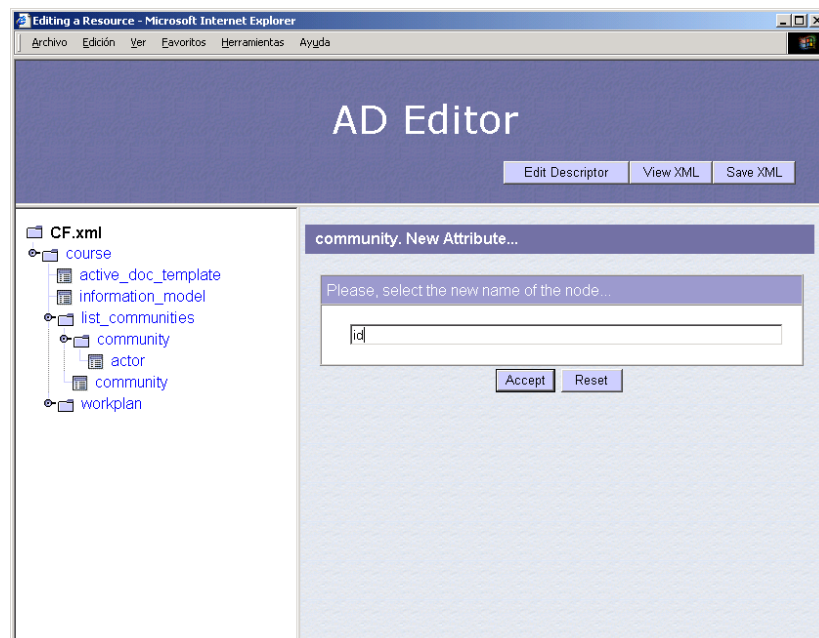 Editing a Resource - Microsoft Internet Explorer
Archivo Edición Ver Favoritos Herramientas Ayuda
AD Editor
Edit Descriptor View XML Save XML
CF.xml
course
active_doc_template
information_model
list_communities
community
actor
community
workplan
community. New Attribute...
Please, select the new name of the node...
id
Accept Reset